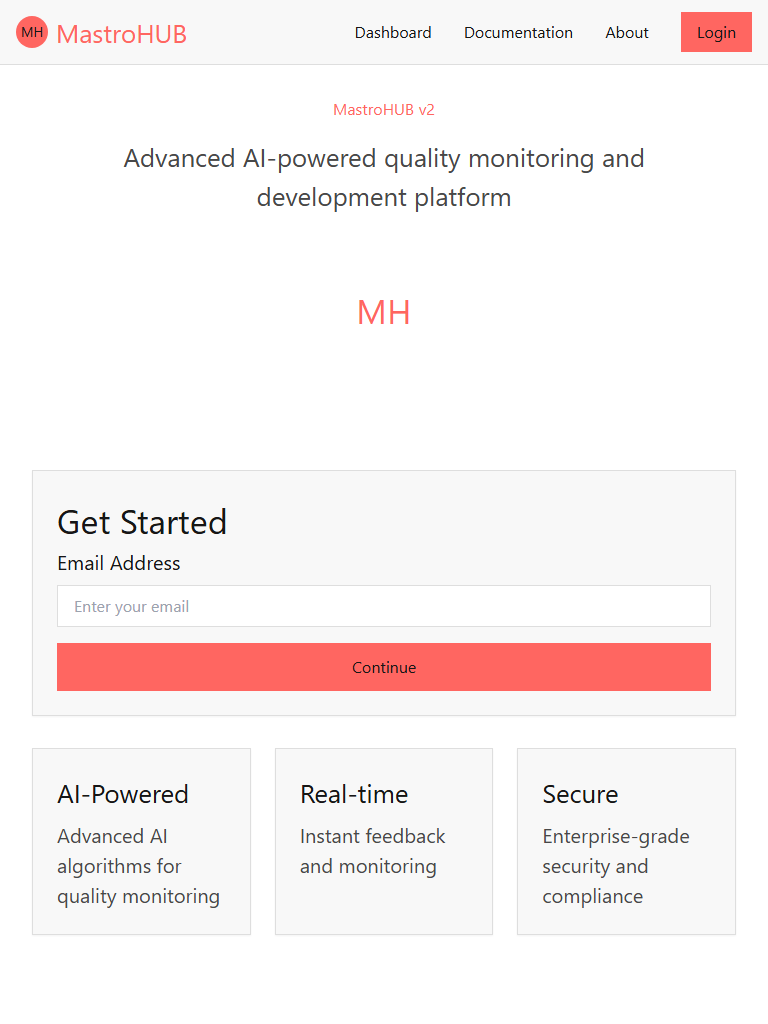 MH MastroHUB Dashboard Documentation About Login
MastroHUB v2
Advanced AI-powered quality monitoring and
development platform
MH
Get Started
Email Address
Enter your email
Continue
AI-Powered
Advanced AI
algorithms for
quality monitoring
Real-time
Instant feedback
and monitoring
Secure
Enterprise-grade
security and
compliance